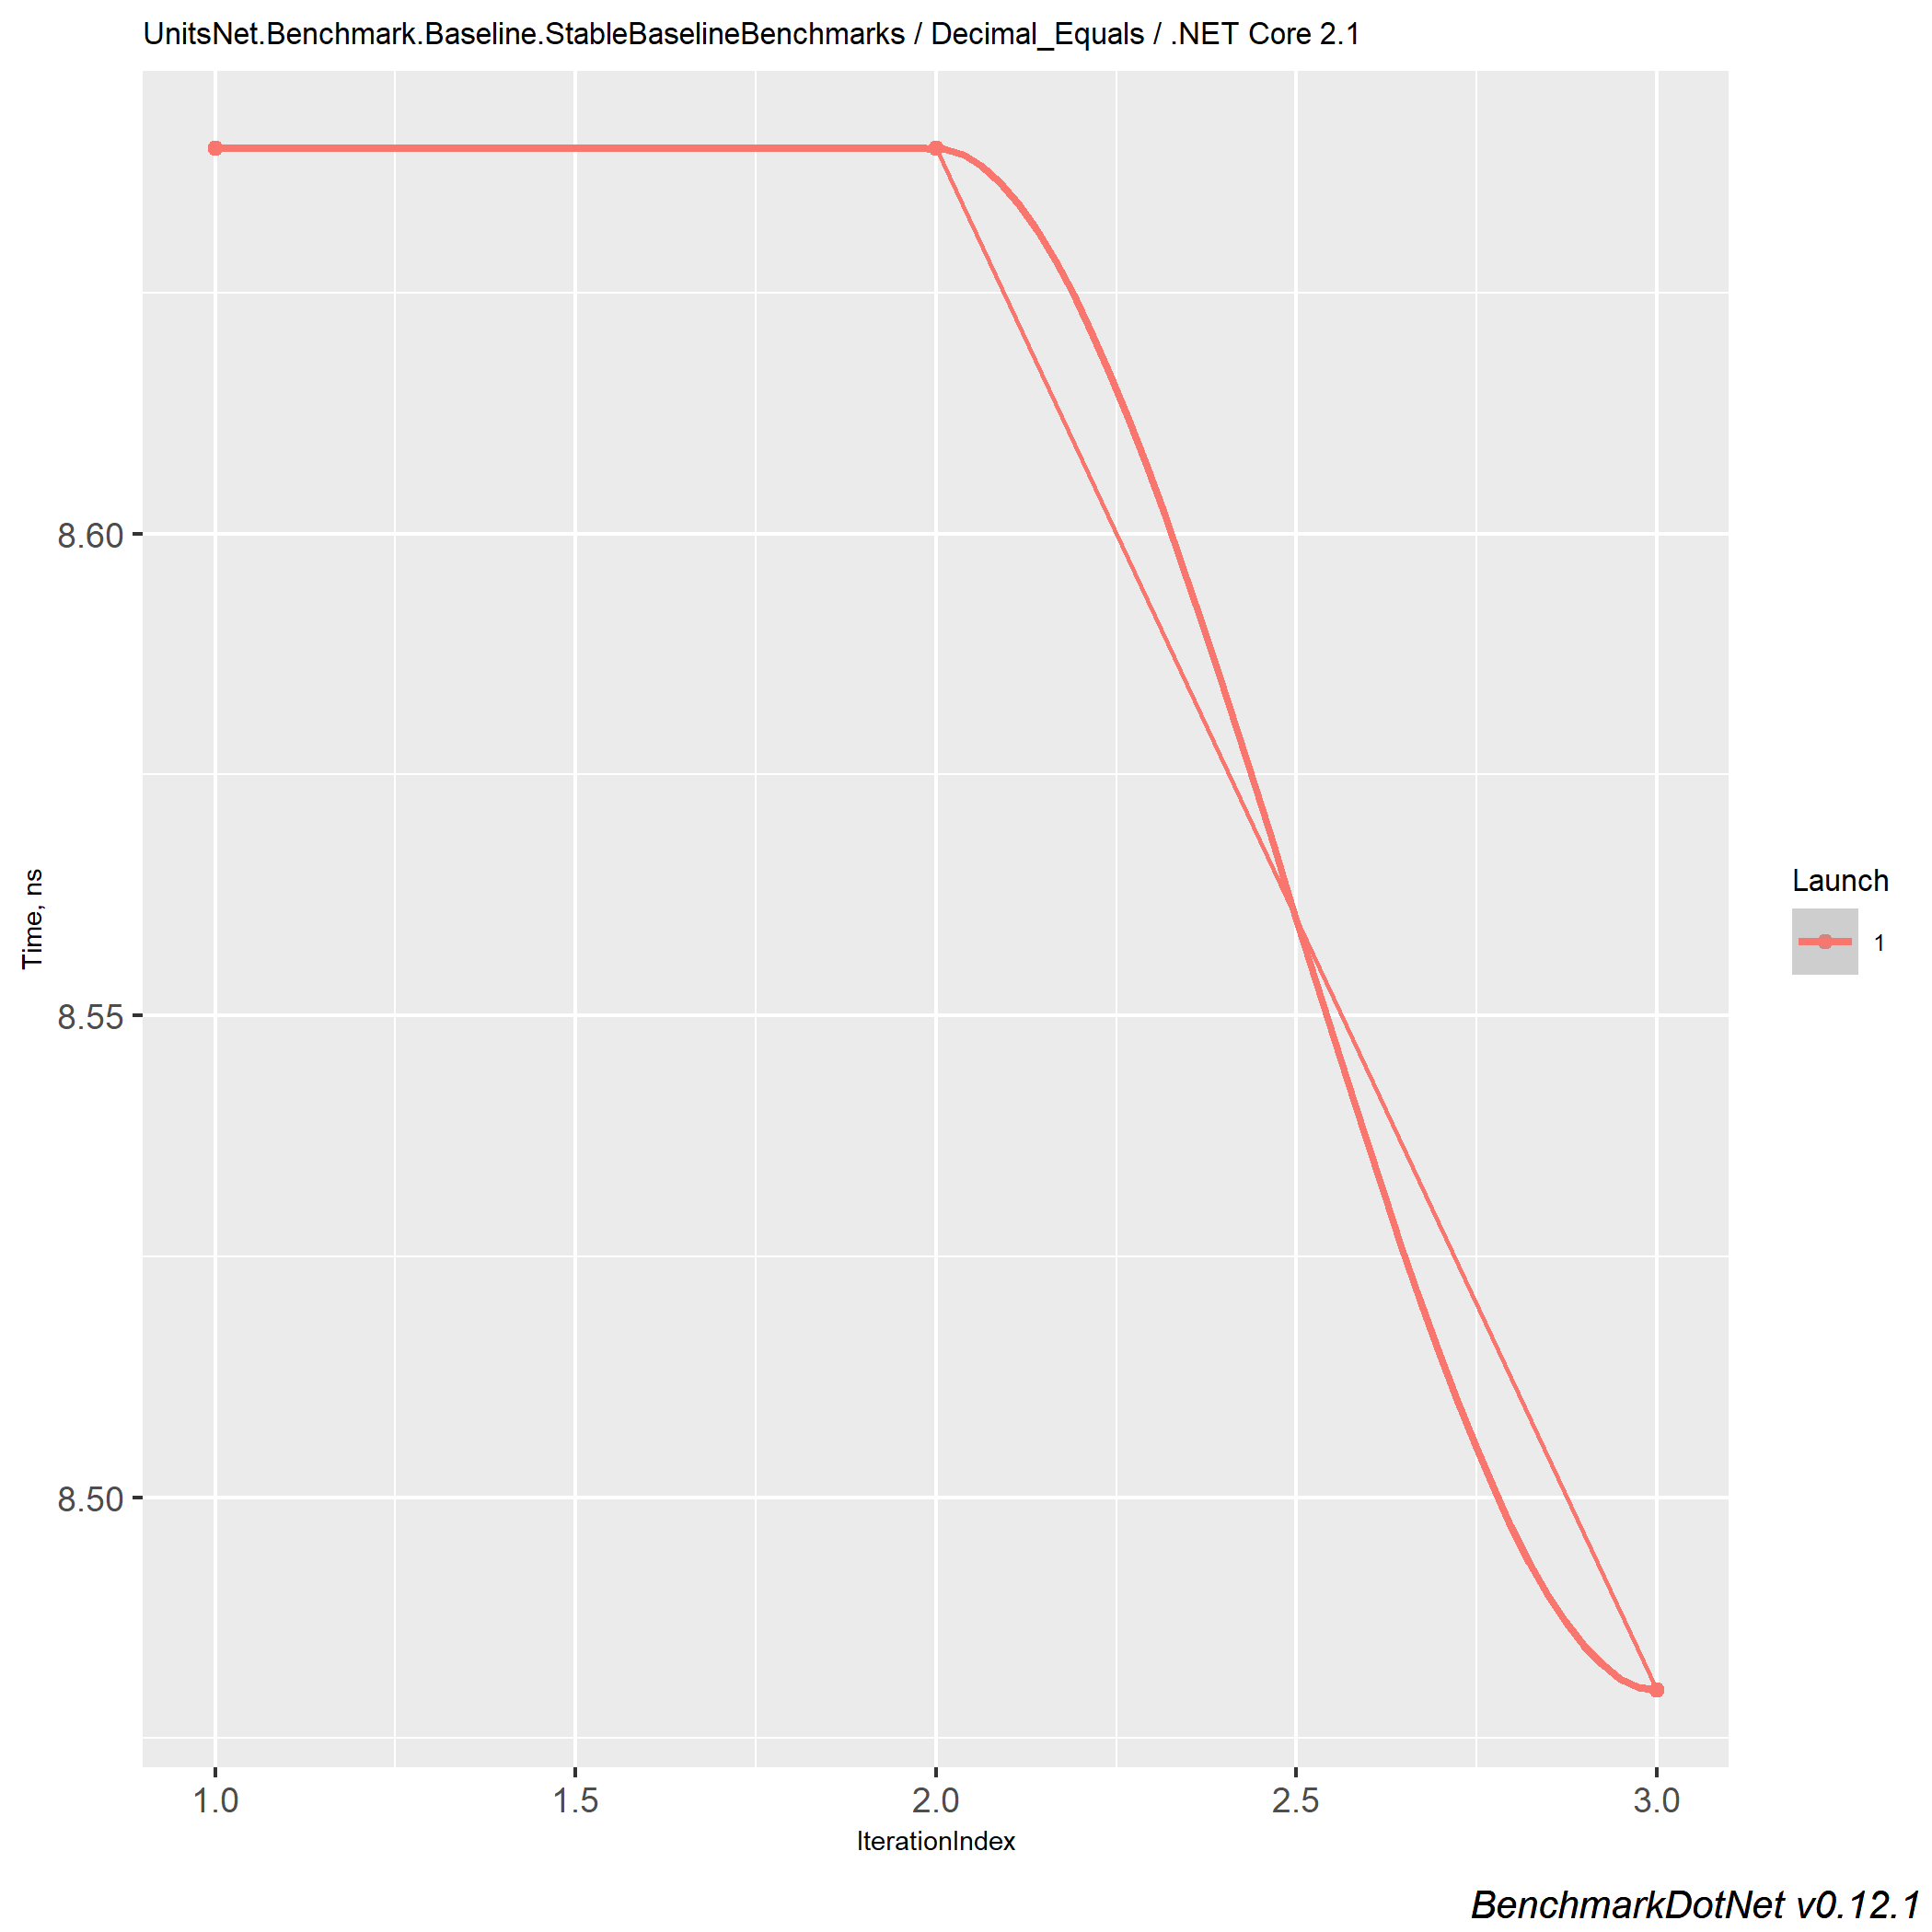 UnitsNet.Benchmark.Baseline.StableBaselineBenchmarks / Decimal_Equals / .NET Core 2.1
8.60
8.55
8.50
Time, ns
1.0 1.5 2.0 2.5 3.0
IterationIndex
Launch
1
BenchmarkDotNet v0.12.1